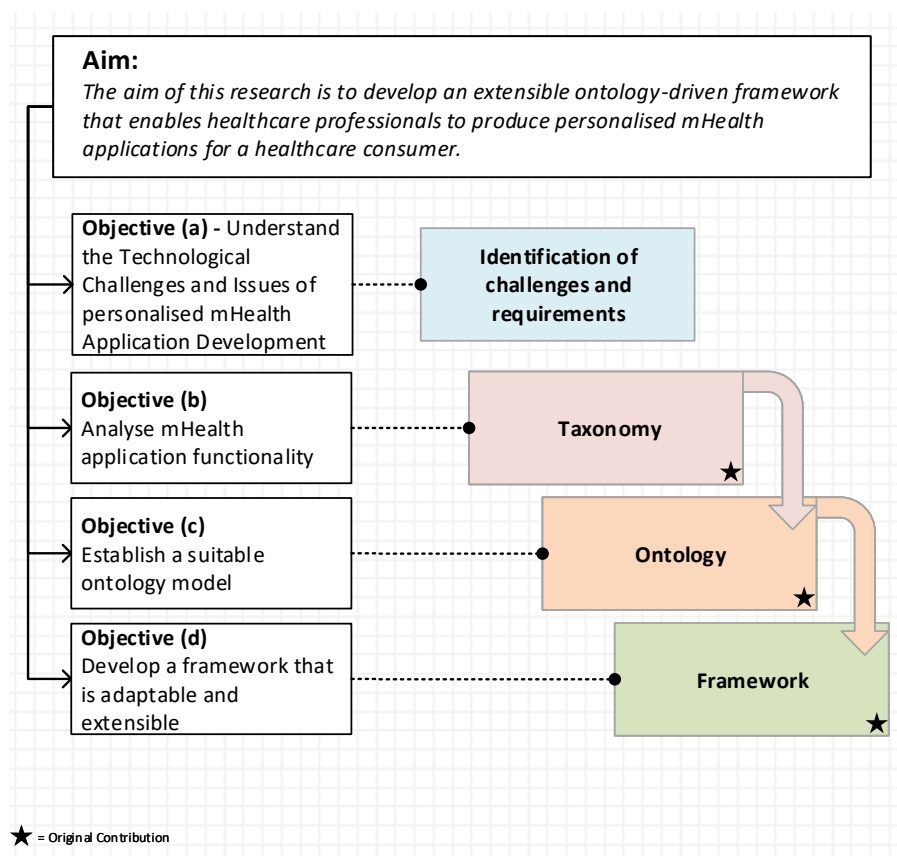 Aim:
The aim of this research is to develop an extensible ontology-driven framework
that enables healthcare professionals to produce personalised mHealth
applications for a healthcare consumer.
Objective (a) - Understand
the Technological
Challenges and Issues of
personalised mHealth
Application Development
Identification of
challenges and
requirements
Objective (b)
Analyse mHealth
application functionality
Taxonomy
Objective (c)
Establish a suitable
ontology model
Ontology
Objective (d)
Develop a framework that
is adaptable and
extensible
Framework
= Original Contribution